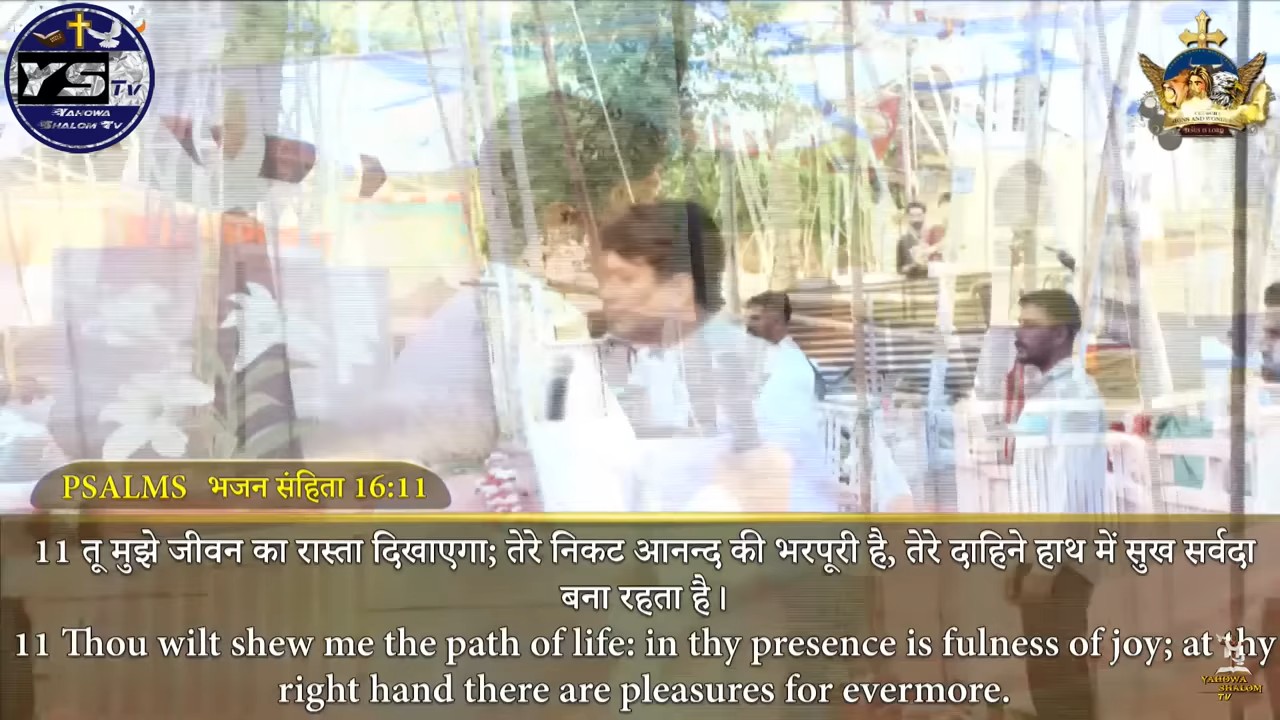 YS TV
YAHOWA
SHALOM TV
JESUS IS LORD
PSALMS भजन संहिता 16:11
11 तू मुझे जीवन का रास्ता दिखाएगा; तेरे निकट आनन्द की भरपूरी है, तेरे दाहिने हाथ में सुख सर्वदा
बना रहता है।
11 Thou wilt shew me the path of life: in thy presence is fulness of joy; at thy
right hand there are pleasures for evermore.
YAHOWA
SHALOM
TV